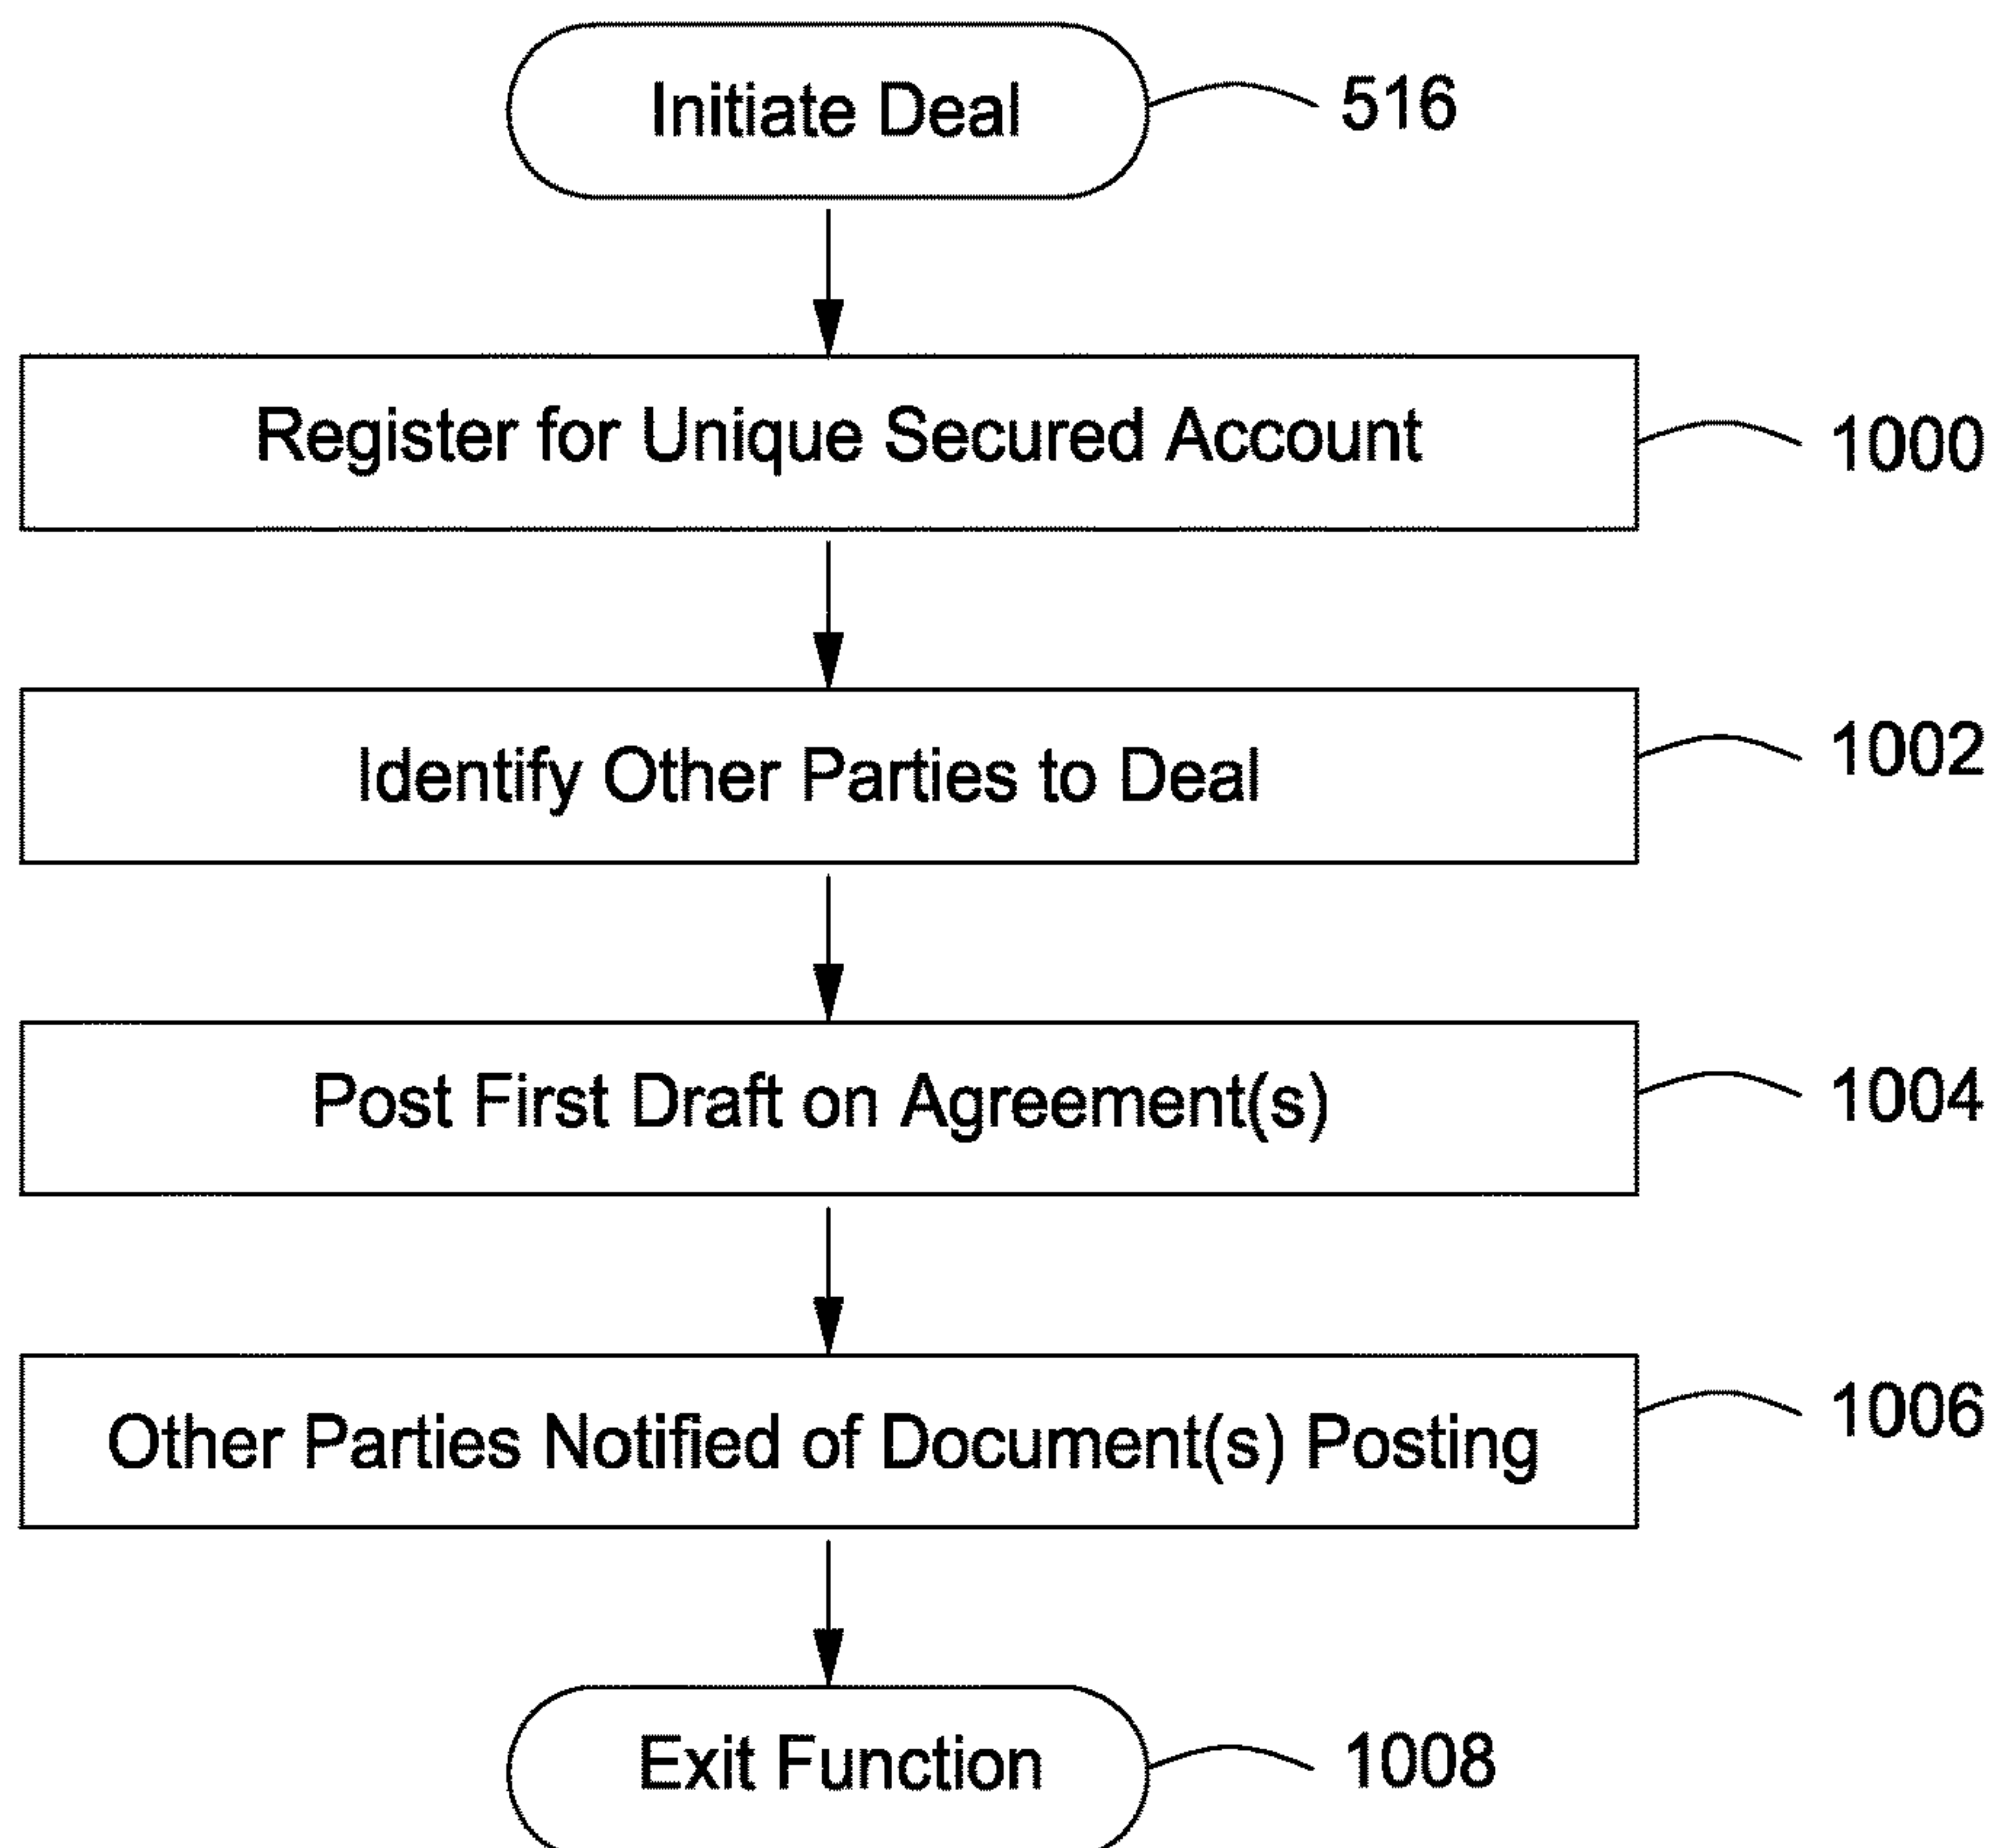 Initiate Deal
516
Register for Unique Secured Account
1000
Identify Other Parties to Deal
1002
Post First Draft on Agreement(s)
1004
Other Parties Notified of Document(s) Posting
1006
Exit Function
1008